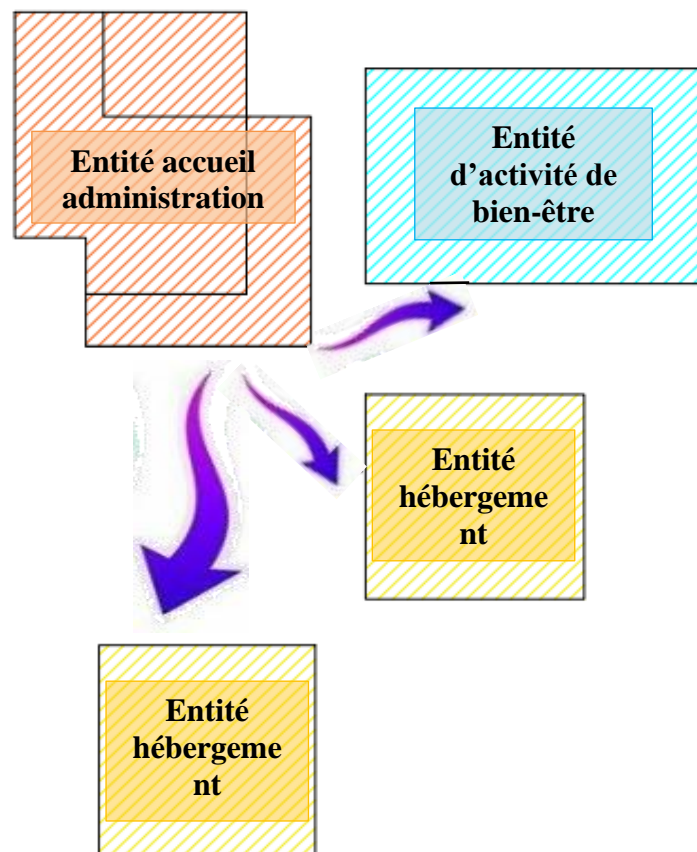 Entité accueil
administration
Entité
d’activité de
bien-être
Entité
hébergeme
nt
Entité
hébergeme
nt